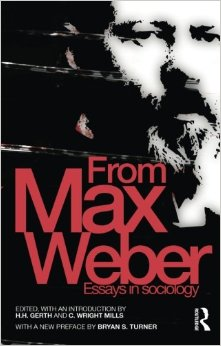 From
Max
Weber
Essays in sociology
EDITED, WITH AN INTRODUCTION BY
H.H. GERTH AND C. WRIGHT MILLS
WITH A NEW PREFACE BY BRYAN S. TURNER
ROUTLEDGE